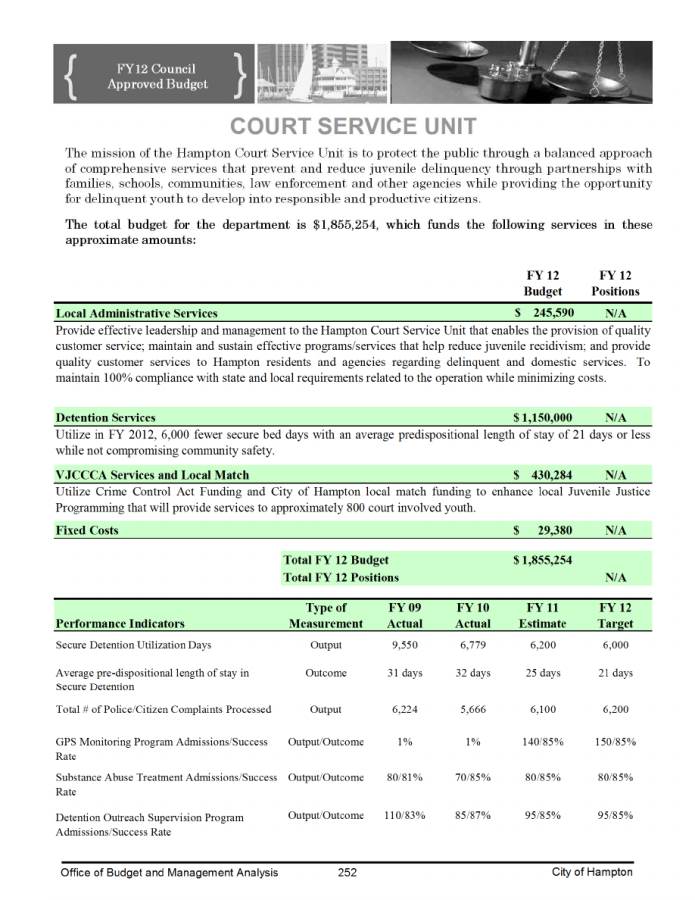 FY12 Council
Approved Budget
COURT SERVICE UNIT
The mission of the Hampton Court Service Unit is to protect the public through a balanced approach
of comprehensive services that prevent and reduce juvenile delinquency through partnerships with
families, schools, communities, law enforcement and other agencies while providing the opportunity
for delinquent youth to develop into responsible and productive citizens.
The total budget for the department is $1,855,254, which funds the following services in these
approximate amounts:
FY 12 FY 12
Budget Positions
Local Administrative Services $ 245,590 N/A
Provide effective leadership and management to the Hampton Court Service Unit that enables the provision of quality
customer service; maintain and sustain effective programs/services that help reduce juvenile recidivism; and provide
quality customer services to Hampton residents and agencies regarding delinquent and domestic services. To
maintain 100% compliance with state and local requirements related to the operation while minimizing costs.
Detention Services $ 1,150,000 N/A
Utilize in FY 2012, 6,000 fewer secure bed days with an average predispositional length of stay of 21 days or less
while not compromising community safety.
VJCCCA Services and Local Match $ 430,284 N/A
Utilize Crime Control Act Funding and City of Hampton local match funding to enhance local Juvenile Justice
Programming that will provide services to approximately 800 court involved youth.
Fixed Costs $ 29,380 N/A
Total FY 12 Budget $ 1,855,254
Total FY 12 Positions N/A
Type of FY 09 FY 10 FY 11 FY 12
Performance Indicators Measurement Actual Actual Estimate Target
Secure Detention Utilization Days Output 9,550 6,779 6,200 6,000
Average pre-dispositional length of stay in Outcome 31 days 32 days 25 days 21 days
Secure Detention
Total # of Police/Citizen Complaints Processed Output 6,224 5,666 6,100 6,200
GPS Monitoring Program Admissions/Success Output/Outcome 1% 1% 140/85% 150/85%
Rate
Substance Abuse Treatment Admissions/Success Output/Outcome 80/81% 70/85% 80/85% 80/85%
Rate
Detention Outreach Supervision Program Output/Outcome 110/83% 85/87% 95/85% 95/85%
Admissions/Success Rate
Office of Budget and Management Analysis 252 City of Hampton